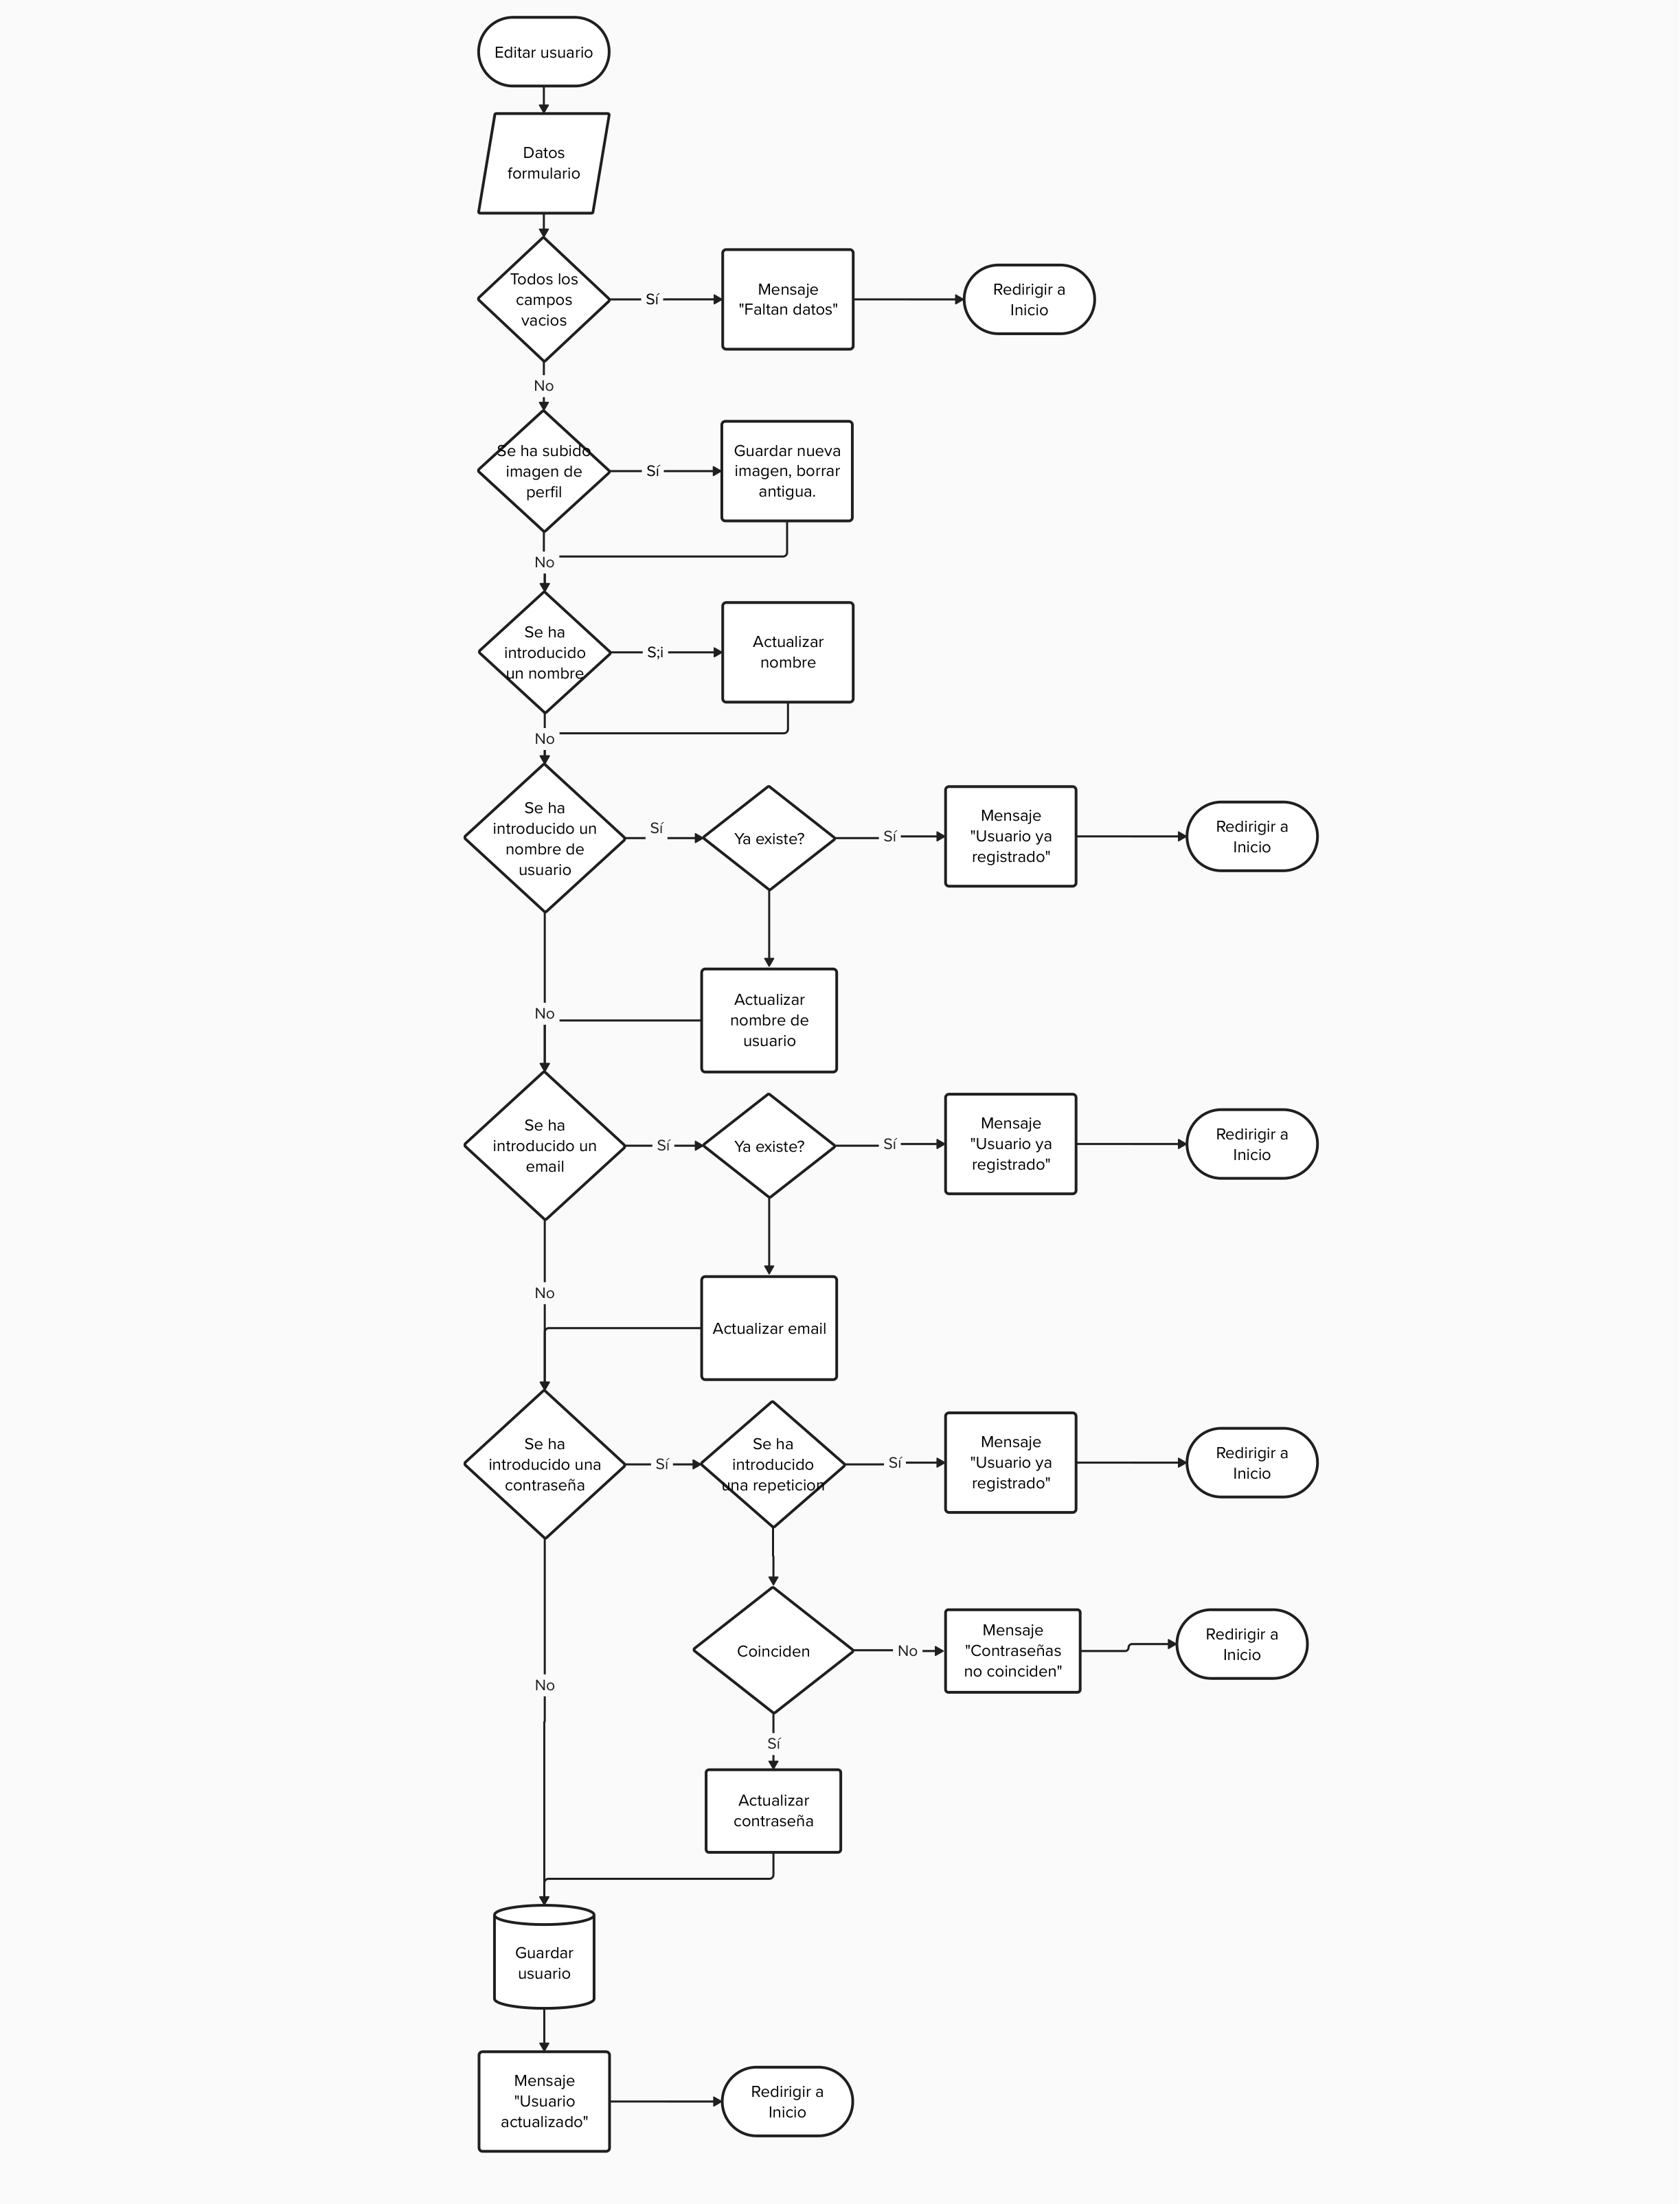 Editar usuario
Datos
formulario
Todos los
campos
vacios
Sí
Mensaje
"Faltan datos"
Redirigir a
Inicio
No
Se ha subido
imagen de
perfil
Sí
Guardar nueva
imagen, borrar
antigua.
No
Se ha
introducido
un nombre
S;i
Actualizar
nombre
No
Se ha
introducido un
nombre de
usuario
Sí
Ya existe?
Sí
Mensaje
"Usuario ya
registrado"
Redirigir a
Inicio
No
Actualizar
nombre de
usuario
Se ha
introducido un
email
Sí
Ya existe?
Sí
Mensaje
"Usuario ya
registrado"
Redirigir a
Inicio
No
Actualizar email
Se ha
introducido una
contraseña
Sí
Se ha
introducido
una repeticion
Sí
Mensaje
"Usuario ya
registrado"
Redirigir a
Inicio
Coinciden
No
Mensaje
"Contraseñas
no coinciden"
Redirigir a
Inicio
No
Sí
Actualizar
contraseña
Guardar
usuario
Mensaje
"Usuario
actualizado"
Redirigir a
Inicio